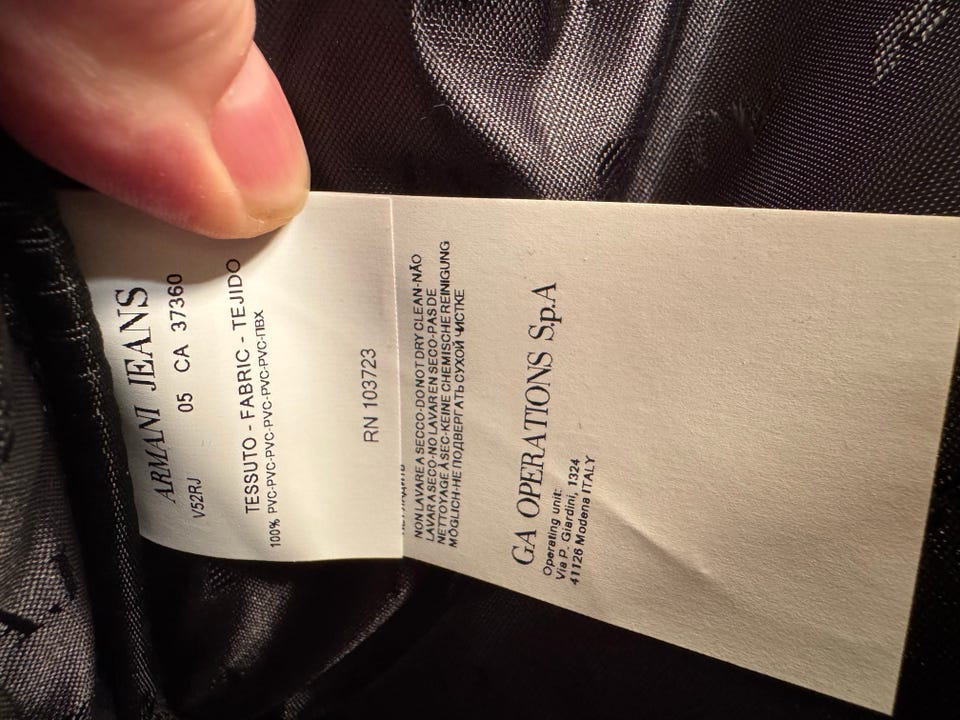 ARMANI JEANS
V52RJ 05 CA 37360
TESSUTO - FABRIC - TEJIDO
100% PVC-PVC-PVC-PVC-PVC-ПВХ
RN 103723
NON LAVARE A SECCO-DO NOT DRY CLEAN-NÃO
LAVAR A SECO-NO LAVAR EN SECO-PAS DE
NETTOYAGE À SEC-KEINE CHEMISCHE REINIGUNG
MÖGLICH-НЕ ПОДВЕРГАТЬ СУХОЙ ЧИСТКЕ
GA OPERATIONS S.p.A
Operating unit:
Via P. Giardini, 1324
41126 Modena ITALY